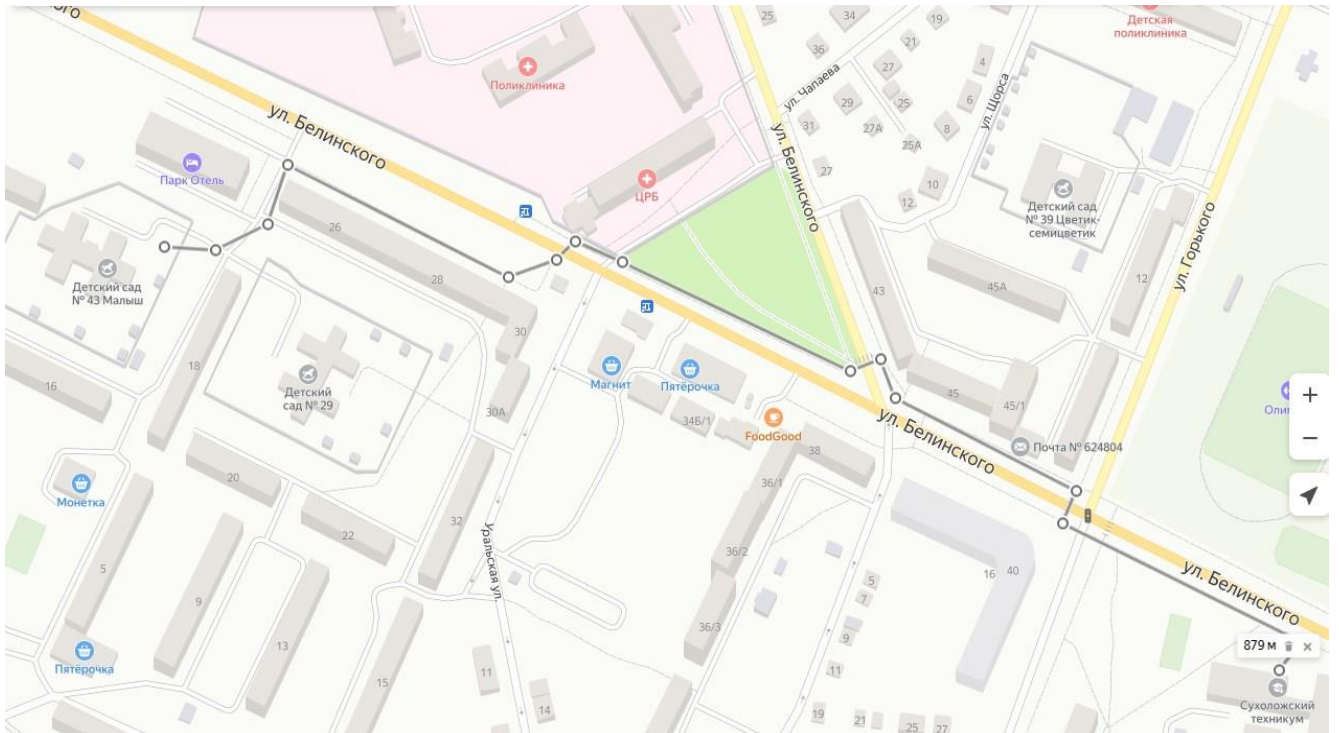 ул. Белинского
Поликлиника
25
34
19
36
21
27
25
29
31
27А
25А
27
ул. Чапаева
ул. Белинского
4
6
8
10
12
ул. Щорса
Детская
поликлиника
Детский сад
№ 39 Цветик-
семицветик
ул. Горького
12
45А
43
45
45/1
Почта № 624804
ЦРБ
Парк Отель
26
28
30
30А
Детский сад
№ 43 Малыш
18
16
Детский
сад № 29
Магнит
Пятёрочка
34Б/1
FoodGood
38
36/1
36/2
36/3
ул. Белинского
16
40
ул. Белинского
Монетка
20
22
32
5
9
13
15
Пятёрочка
Уральская ул.
11
14
5
7
9
11
19
21
25
27
879 м
Сухоложский
техникум